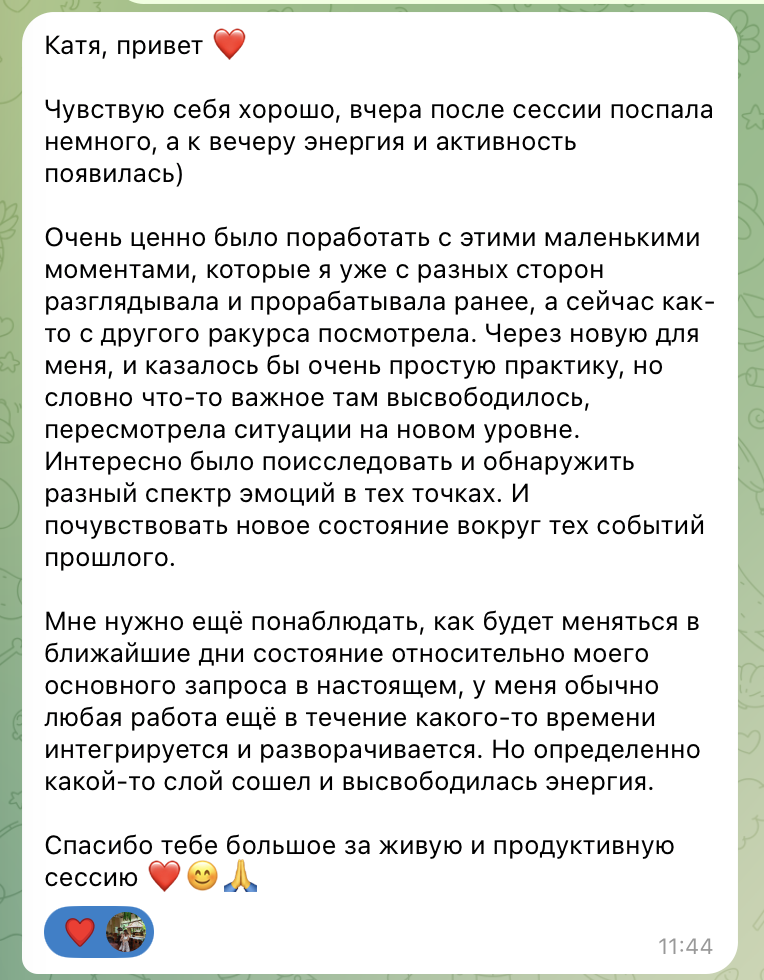 Катя, привет ❤️
Чувствую себя хорошо, вчера после сессии поспала
немного, а к вечеру энергия и активность
появилась)
Очень ценно было поработать с этими маленькими
моментами, которые я уже с разных сторон
разглядывала и прорабатывала ранее, а сейчас как-
то с другого ракурса посмотрела. Через новую для
меня, и казалось бы очень простую практику, но
словно что-то важное там высвободилось,
пересмотрела ситуации на новом уровне.
Интересно было поисследовать и обнаружить
разный спектр эмоций в тех точках. И
почувствовать новое состояние вокруг тех событий
прошлого.
Мне нужно ещё понаблюдать, как будет меняться в
ближайшие дни состояние относительно моего
основного запроса в настоящем, у меня обычно
любая работа ещё в течение какого-то времени
интегрируется и разворачивается. Но определенно
какой-то слой сошел и высвободилась энергия.
Спасибо тебе большое за живую и продуктивную
сессию ❤️😊🙏
❤️
11:44